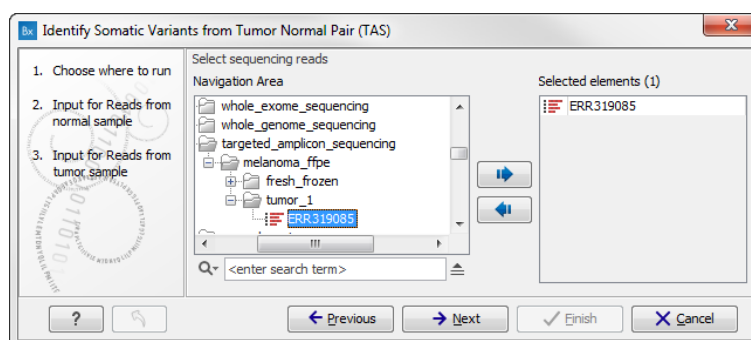 Bx Identify Somatic Variants from Tumor Normal Pair (TAS)
X
1. Choose where to run
2. Input for Reads from
normal sample
3. Input for Reads from
tumor sample
Select sequencing reads
Navigation Area
whole_exome_sequencing
whole_genome_sequencing
targeted_amplicon_sequencing
melanoma_ffpe
fresh_frozen
tumor_1
ERR319085
<enter search term>
Selected elements (1)
ERR319085
?
Previous
Next
Finish
Cancel